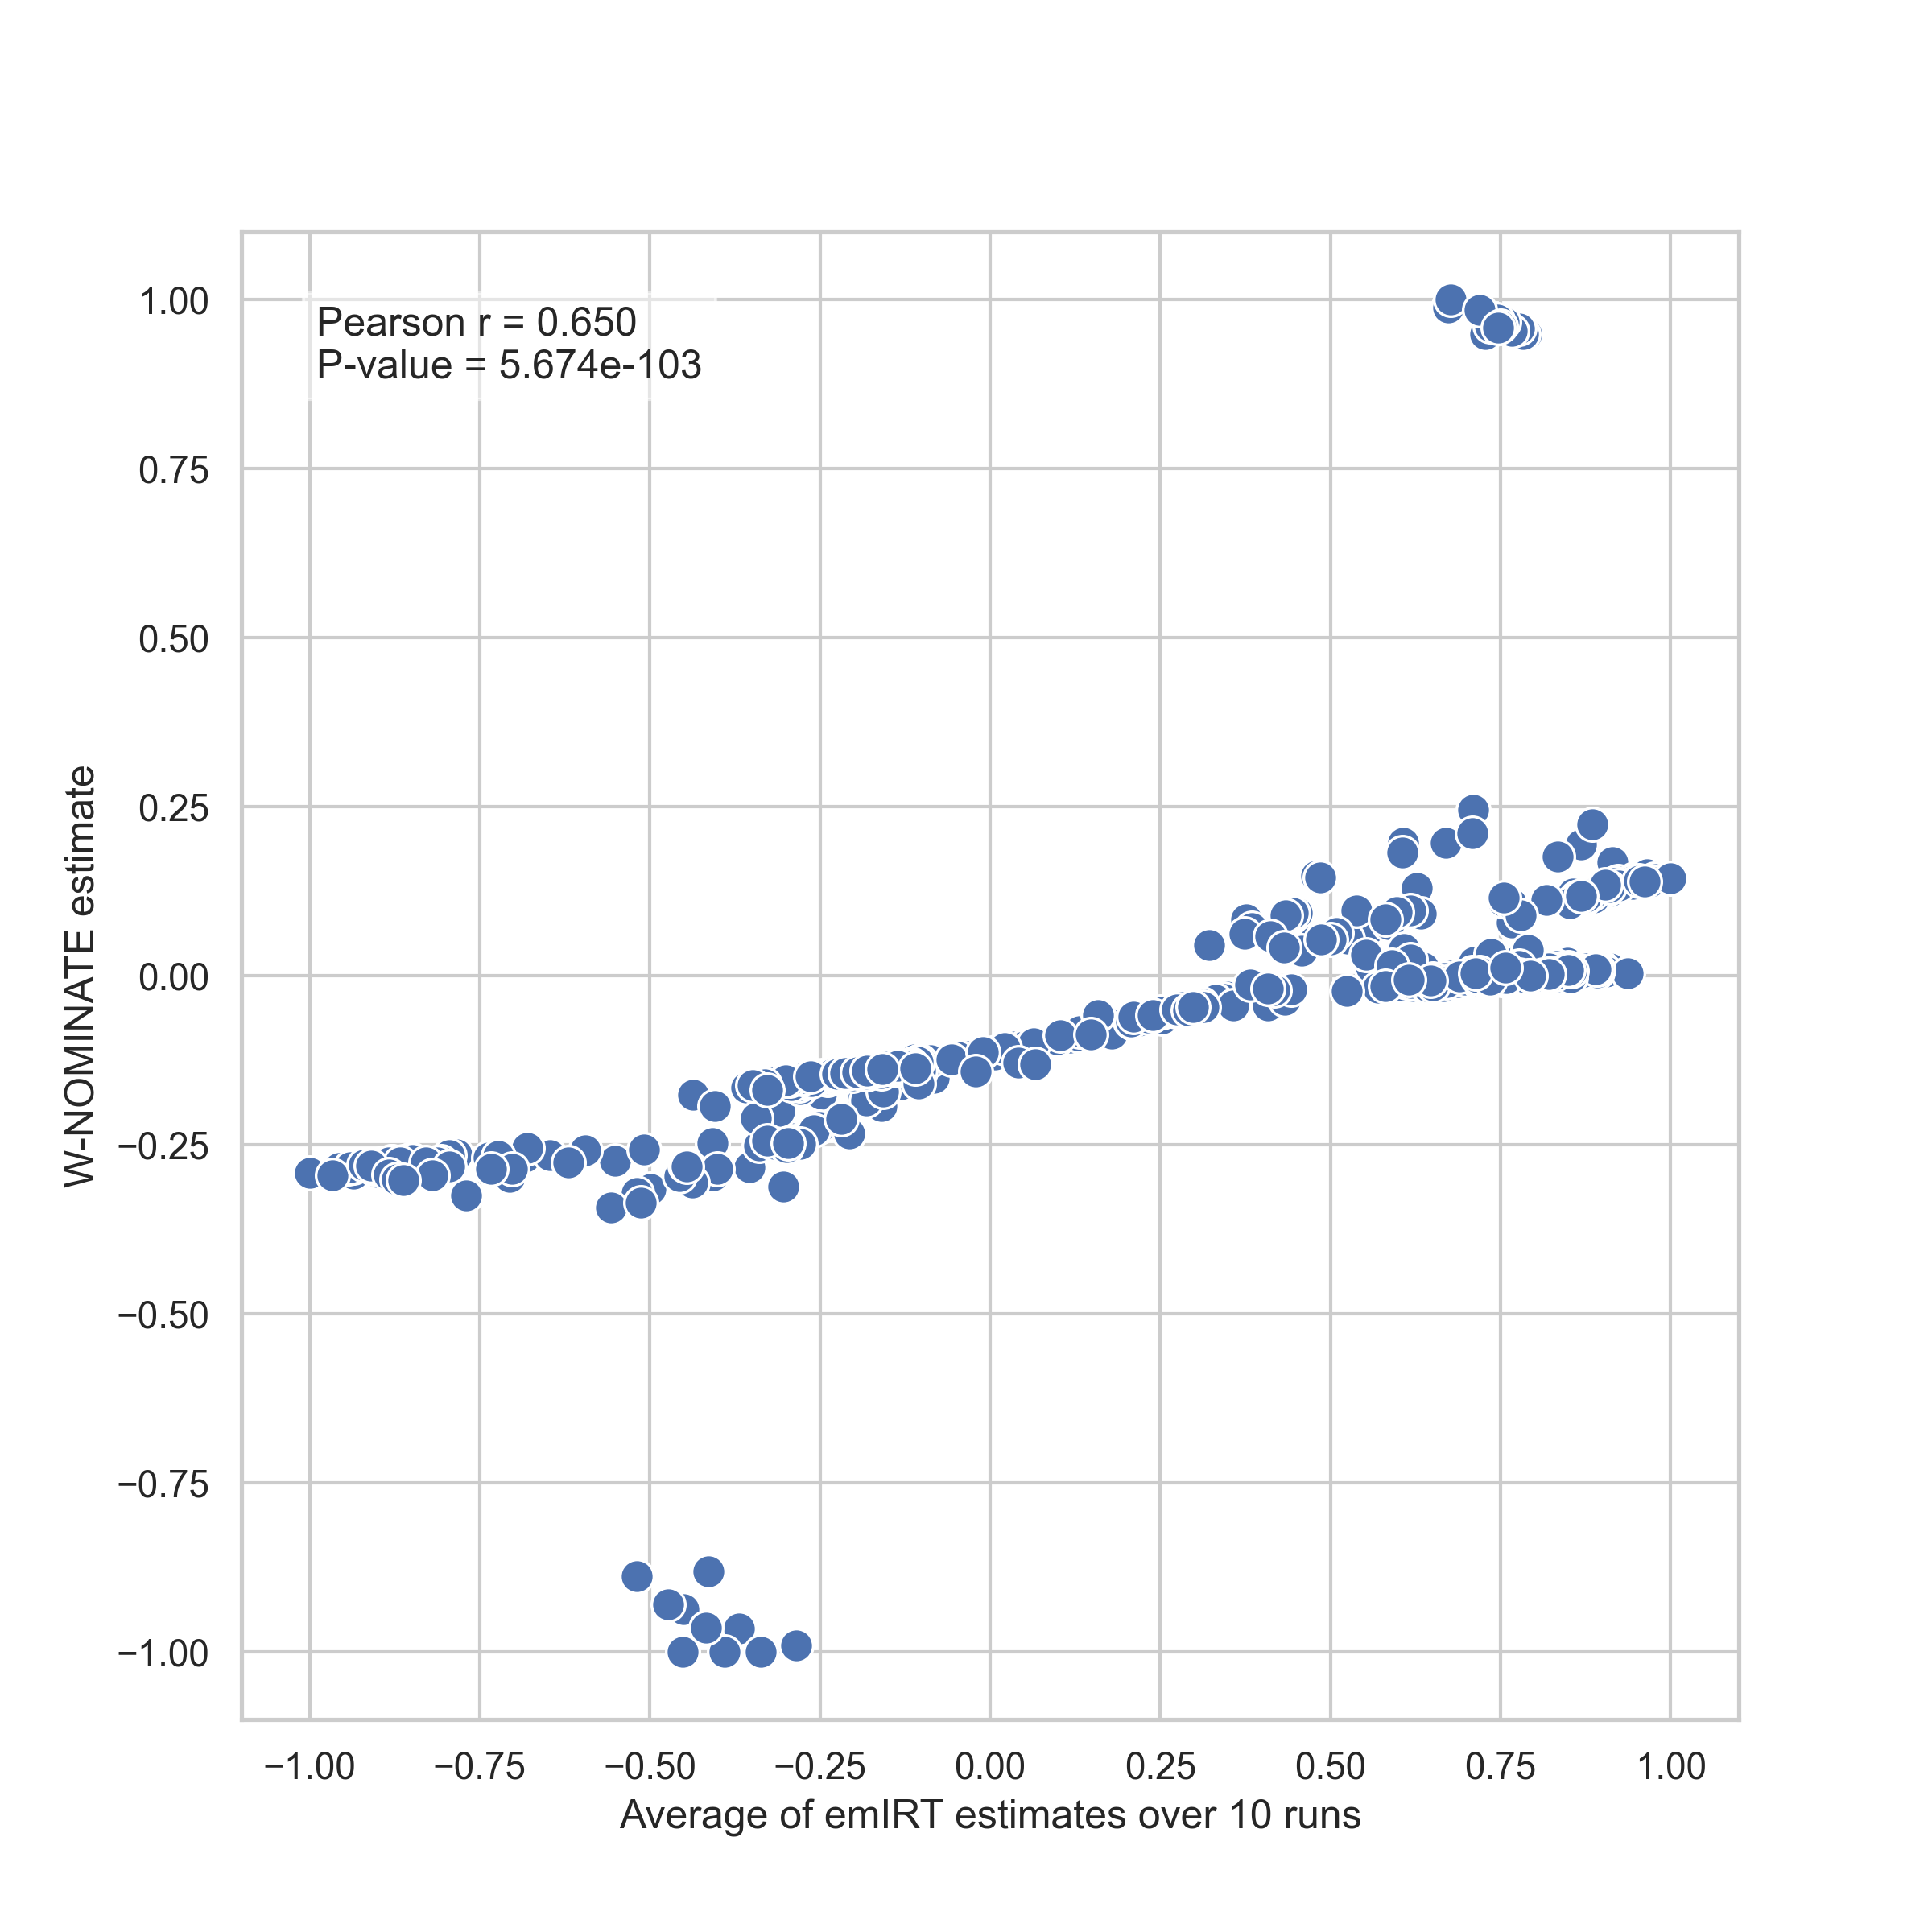 Pearson r = 0.650
P-value = 5.674e-103
1.00
0.75
0.50
0.25
0.00
−0.25
−0.50
−0.75
−1.00
W-NOMINATE estimate
−1.00 −0.75 −0.50 −0.25 0.00 0.25 0.50 0.75 1.00
Average of emIRT estimates over 10 runs